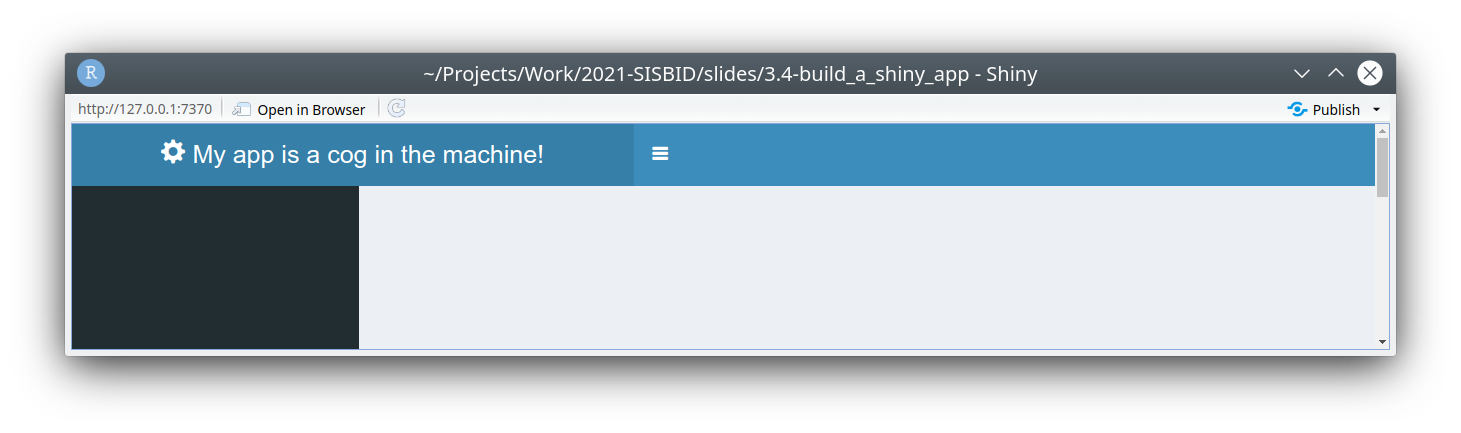 R
~/Projects/Work/2021-SISBID/slides/3.4-build_a_shiny_app - Shiny
http://127.0.0.1:7370 Open in Browser Publish
My app is a cog in the machine!